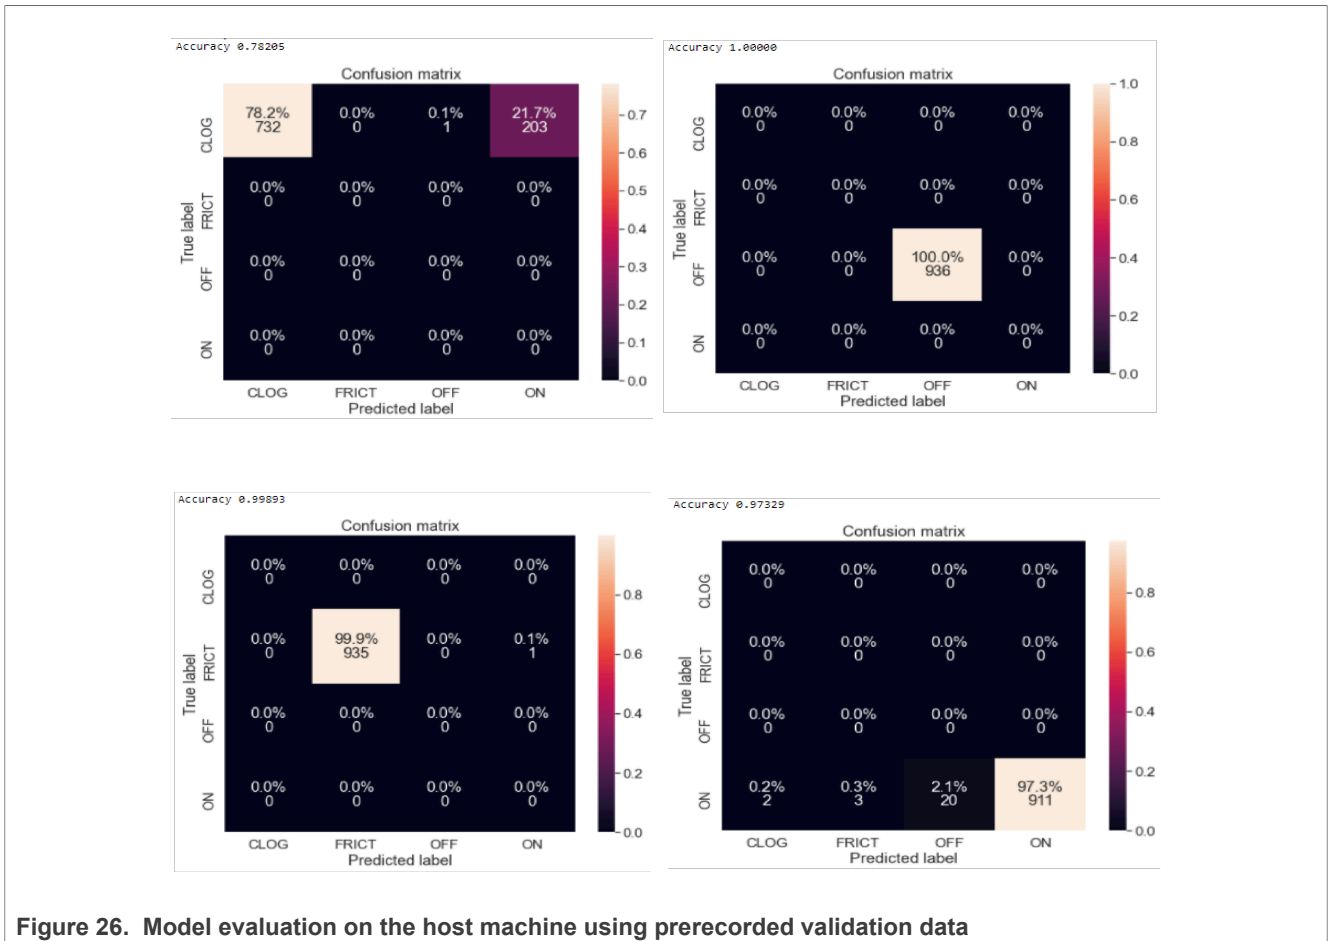 Accuracy 0.78205
Confusion matrix
78.2% 0.0% 0.1% 21.7%
732 0 1 203
0.0% 0.0% 0.0% 0.0%
0 0 0 0
0.0% 0.0% 0.0% 0.0%
0 0 0 0
0.0% 0.0% 0.0% 0.0%
0 0 0 0
True label
CLOG
FRICT
OFF
ON
CLOG FRICT OFF ON
Predicted label
0.7
0.6
0.5
0.4
0.3
0.2
0.1
0.0
Accuracy 1.00000
Confusion matrix
0.0% 0.0% 0.0% 0.0%
0 0 0 0
0.0% 0.0% 0.0% 0.0%
0 0 0 0
0.0% 0.0% 100.0% 0.0%
0 0 936 0
0.0% 0.0% 0.0% 0.0%
0 0 0 0
True label
CLOG
FRICT
OFF
ON
CLOG FRICT OFF ON
Predicted label
1.0
0.8
0.6
0.4
0.2
0.0
Accuracy 0.99893
Confusion matrix
0.0% 0.0% 0.0% 0.0%
0 0 0 0
0.0% 99.9% 0.0% 0.1%
0 935 0 1
0.0% 0.0% 0.0% 0.0%
0 0 0 0
0.0% 0.0% 0.0% 0.0%
0 0 0 0
True label
CLOG
FRICT
OFF
ON
CLOG FRICT OFF ON
Predicted label
0.8
0.6
0.4
0.2
0.0
Accuracy 0.97329
Confusion matrix
0.0% 0.0% 0.0% 0.0%
0 0 0 0
0.0% 0.0% 0.0% 0.0%
0 0 0 0
0.0% 0.0% 0.0% 0.0%
0 0 0 0
0.2% 0.3% 2.1% 97.3%
2 3 20 911
True label
CLOG
FRICT
OFF
ON
CLOG FRICT OFF ON
Predicted label
0.8
0.6
0.4
0.2
0.0
Figure 26. Model evaluation on the host machine using prerecorded validation data